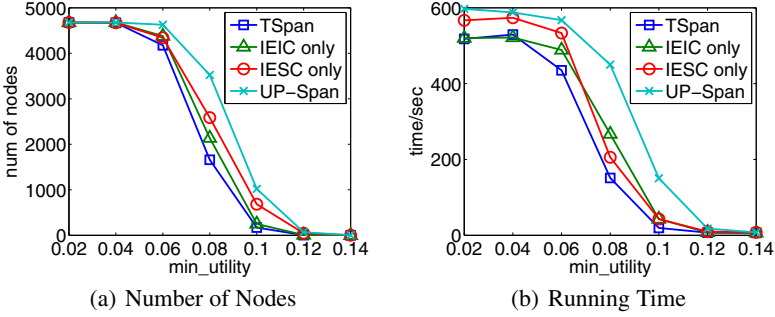 5000
4000
3000
2000
1000
0
num of nodes
0.02 0.04 0.06 0.08 0.1 0.12 0.14
min_utility
TSpan
IEIC only
IESC only
UP-Span
(a) Number of Nodes
600
400
200
0
time/sec
0.02 0.04 0.06 0.08 0.1 0.12 0.14
min_utility
TSpan
IEIC only
IESC only
UP-Span
(b) Running Time